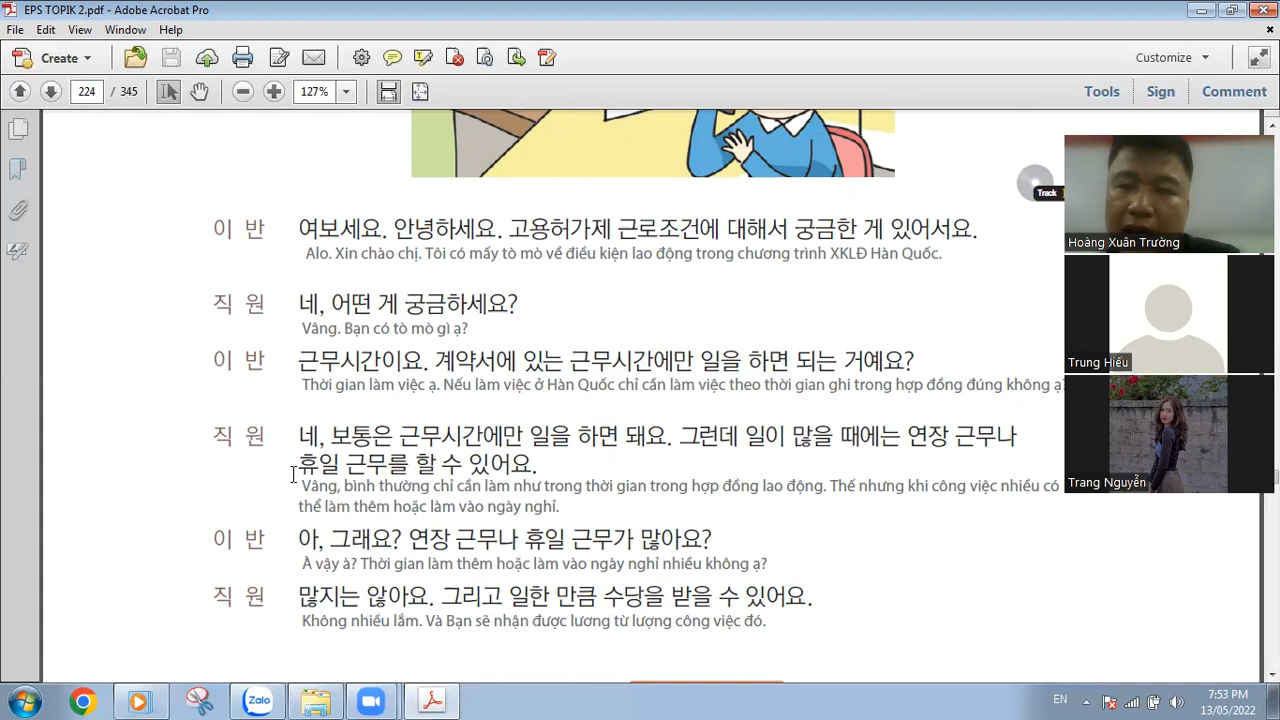 EPS TOPIK 2.pdf - Adobe Acrobat Pro
File Edit View Window Help
Create
Customize
224 / 345
127%
Tools Sign Comment
Track
이 반 여보세요. 안녕하세요. 고용허가제 근로조건에 대해서 궁금한 게 있어서요.
Alo. Xin chào chị. Tôi có mấy tò mò về điều kiện lao động trong chương trình XKLĐ Hàn Quốc.
직 원 네, 어떤 게 궁금하세요?
Vâng. Bạn có tò mò gì ạ?
이 반 근무시간이요. 계약서에 있는 근무시간에만 일을 하면 되는 거예요?
Thời gian làm việc ạ. Nếu làm việc ở Hàn Quốc chỉ cần làm việc theo thời gian ghi trong hợp đồng đúng không ạ?
직 원 네, 보통은 근무시간에만 일을 하면 돼요. 그런데 일이 많을 때에는 연장 근무나
휴일 근무를 할 수 있어요.
Vâng, bình thường chỉ cần làm như trong thời gian trong hợp đồng lao động. Thế nhưng khi công việc nhiều có
thể làm thêm hoặc làm vào ngày nghỉ.
이 반 아, 그래요? 연장 근무나 휴일 근무가 많아요?
À vậy à? Thời gian làm thêm hoặc làm vào ngày nghỉ nhiều không ạ?
직 원 많지는 않아요. 그리고 일한 만큼 수당을 받을 수 있어요.
Không nhiều lắm. Và Bạn sẽ nhận được lương từ lượng công việc đó.
Hoàng Xuân Trường
Trung Hiếu
Trang Nguyễn
Zalo
EN
7:53 PM
13/05/2022